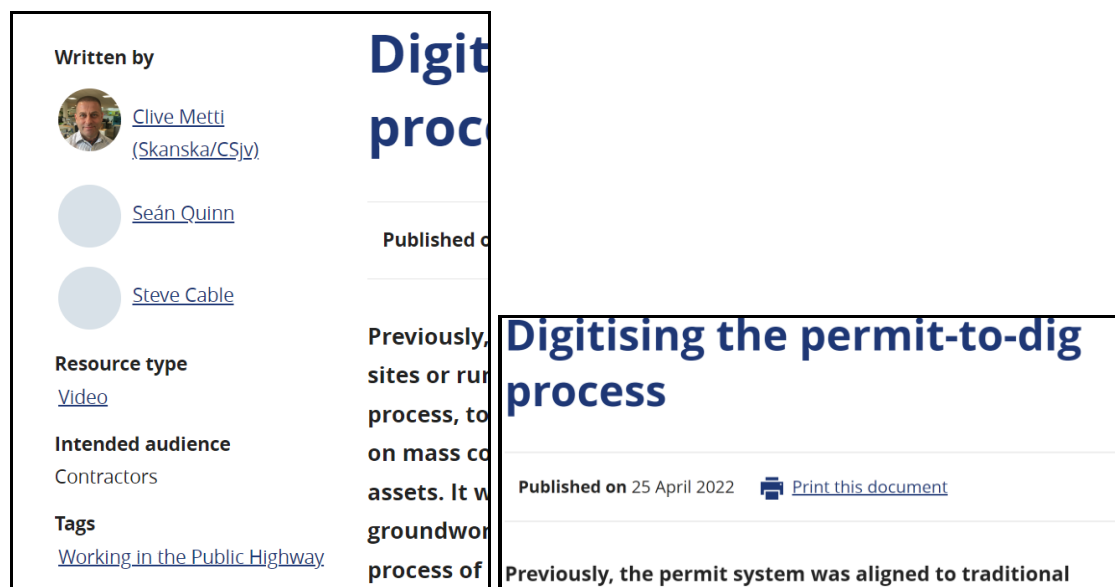 Written by
Clive Metti
(Skanska/CSjv)
Seán Quinn
Steve Cable
Resource type
Video
Intended audience
Contractors
Tags
Working in the Public Highway
Digit
proc
Published
Previously,
sites or
process, to
on mass co
assets. It
process of
Digitising the permit-to-dig
process
Published on 25 April 2022 Print this document
Previously, the permit system was aligned to traditional